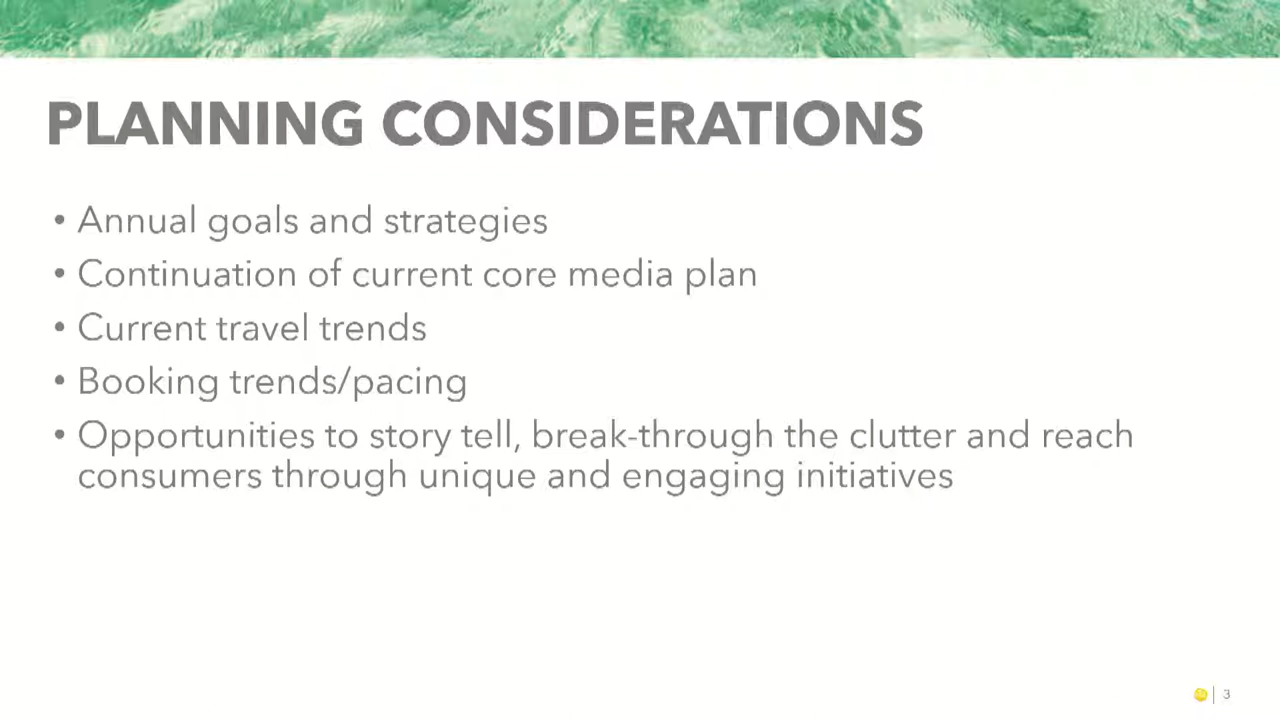 PLANNING CONSIDERATIONS
• Annual goals and strategies
• Continuation of current core media plan
• Current travel trends
• Booking trends/pacing
• Opportunities to story tell, break-through the clutter and reach
consumers through unique and engaging initiatives
3